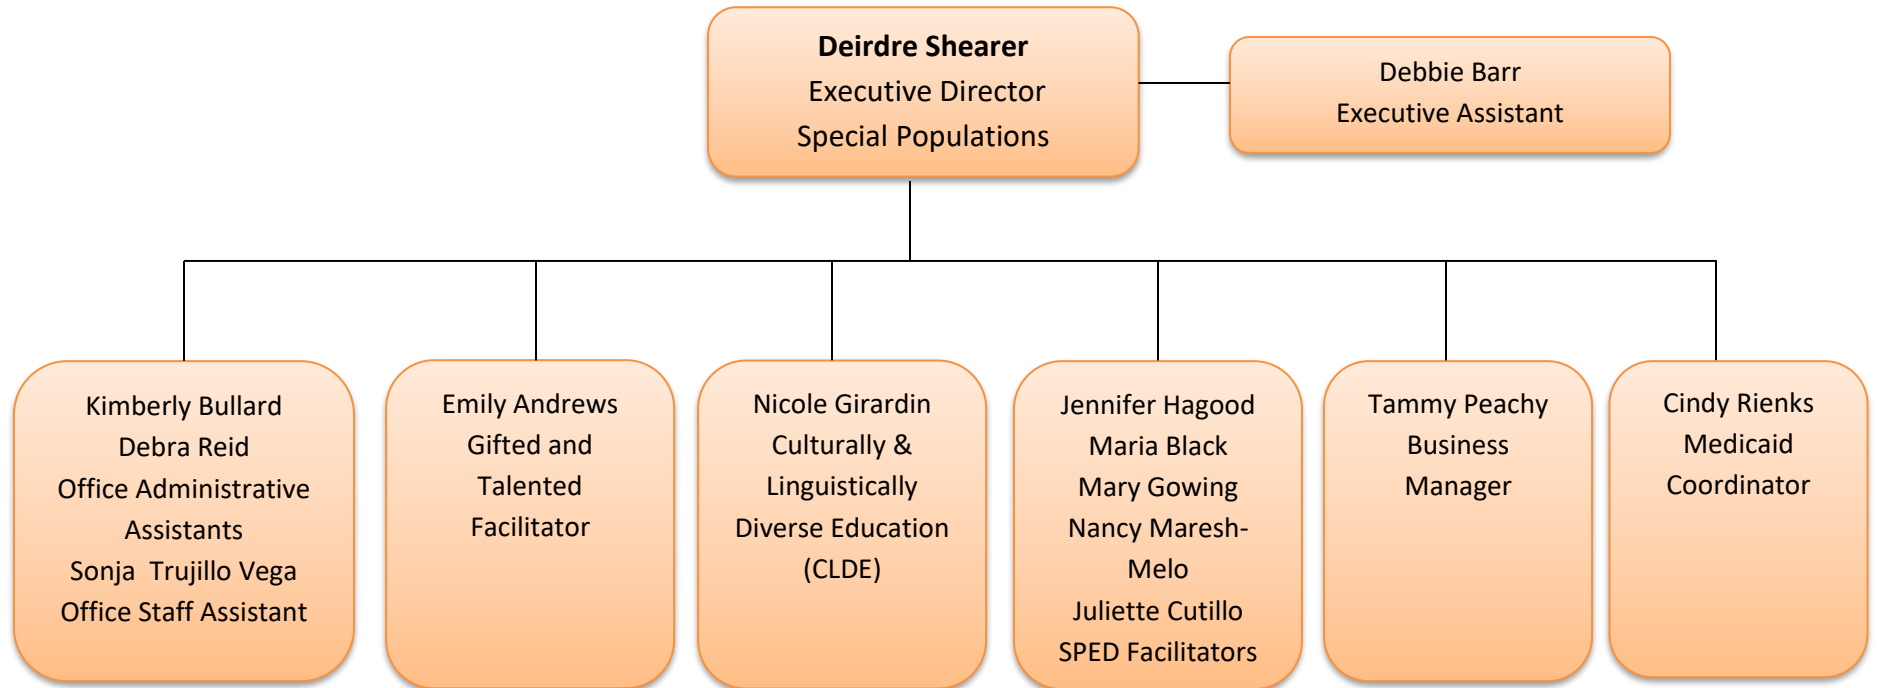 Deirdre Shearer
Executive Director
Special Populations
Debbie Barr
Executive Assistant
Kimberly Bullard
Debra Reid
Office Administrative
Assistants
Sonja  Trujillo Vega
Office Staff Assistant
Emily Andrews
Gifted and
Talented
Facilitator
Nicole Girardin
Culturally &
Linguistically
Diverse Education
(CLDE)
Jennifer Hagood
Maria Black
Mary Gowing
Nancy Maresh-
Melo
Juliette Cutillo
SPED Facilitators
Tammy Peachy
Business
Manager
Cindy Rienks
Medicaid
Coordinator